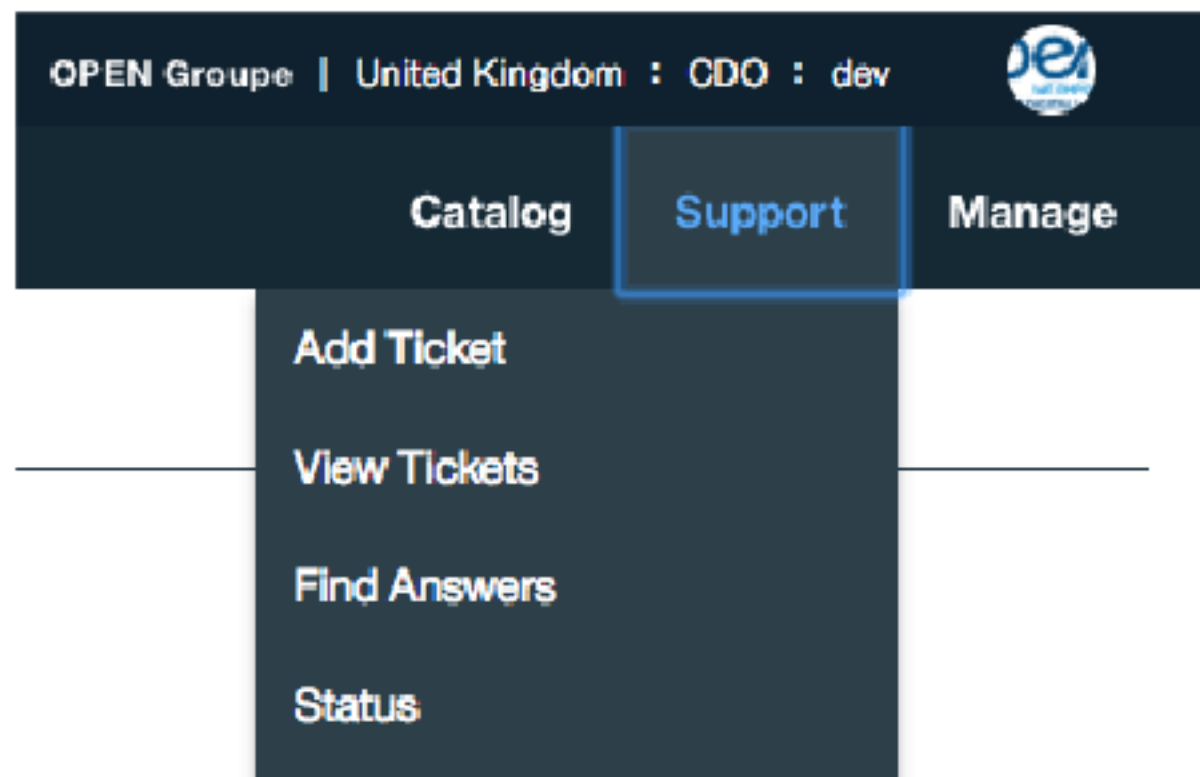 OPEN Groupe | United Kingdom : CDO : dev
Catalog Support Manage
Add Ticket
View Tickets
Find Answers
Status